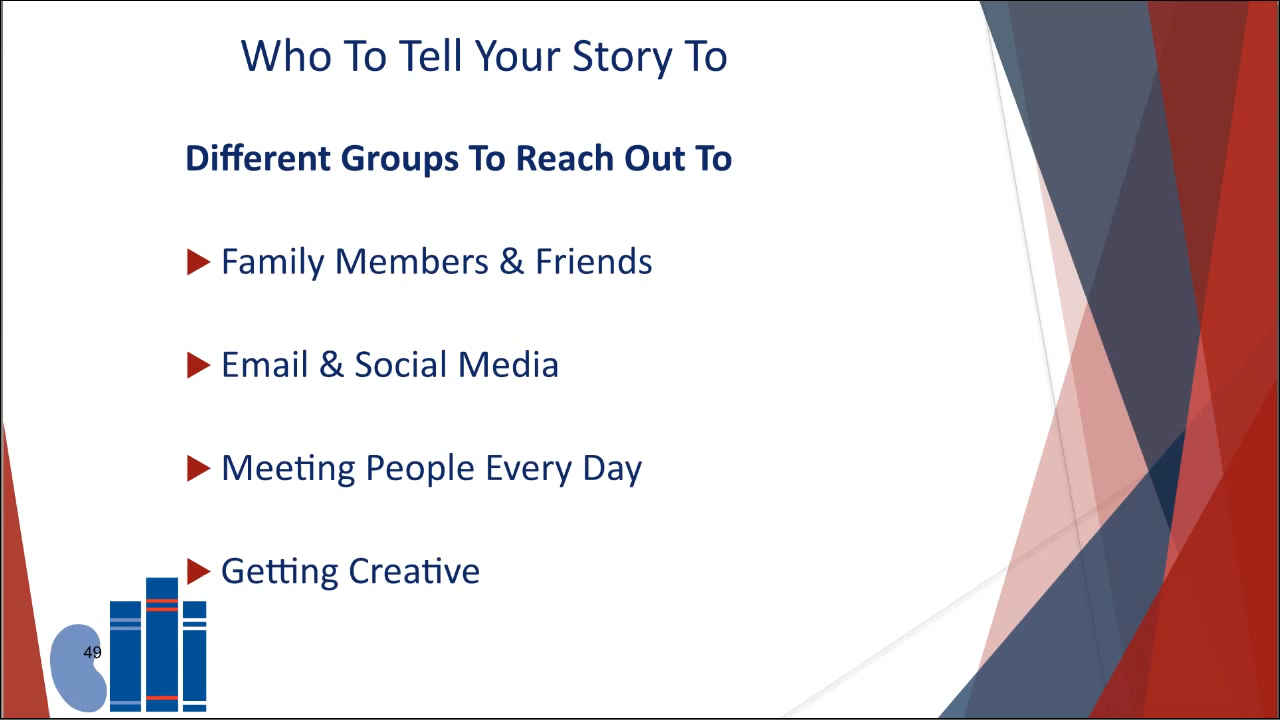 Who To Tell Your Story To
Different Groups To Reach Out To
Family Members & Friends
Email & Social Media
Meeting People Every Day
Getting Creative
49